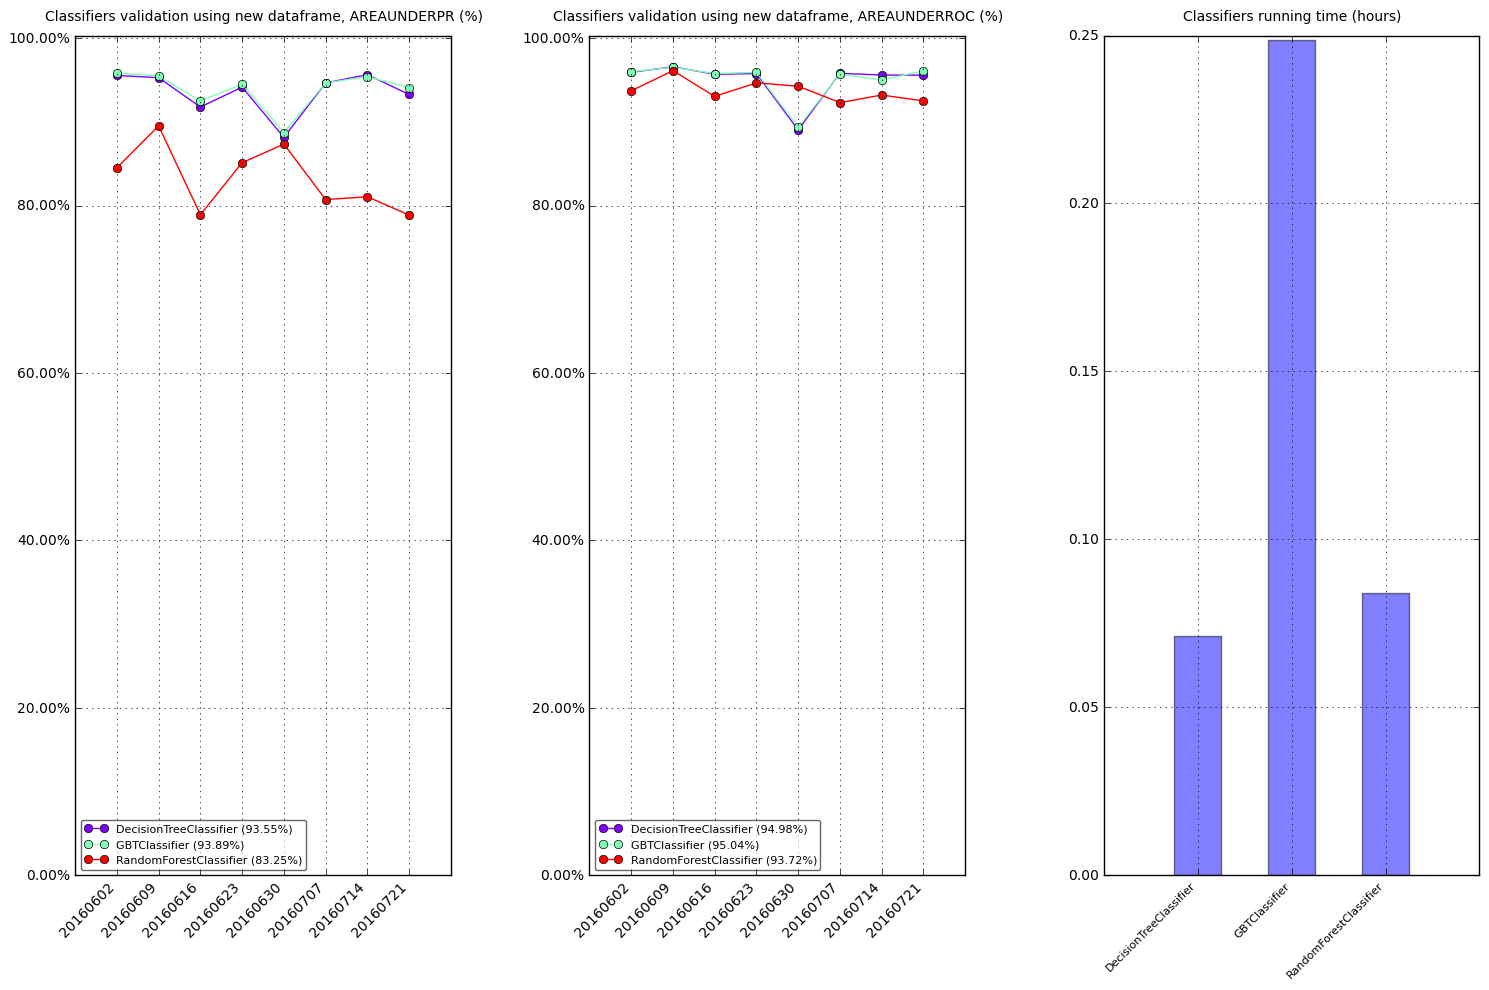 Classifiers validation using new dataframe, AREAUNDERPR (%)
100.00%
80.00%
60.00%
40.00%
20.00%
0.00%
DecisionTreeClassifier (93.55%)
GBTClassifier (93.89%)
RandomForestClassifier (83.25%)
20160602
20160609
20160616
20160623
20160630
20160707
20160714
20160721
Classifiers validation using new dataframe, AREAUNDERROC (%)
100.00%
80.00%
60.00%
40.00%
20.00%
0.00%
DecisionTreeClassifier (94.98%)
GBTClassifier (95.04%)
RandomForestClassifier (93.72%)
20160602
20160609
20160616
20160623
20160630
20160707
20160714
20160721
Classifiers running time (hours)
0.25
0.20
0.15
0.10
0.05
0.00
DecisionTreeClassifier
GBTClassifier
RandomForestClassifier